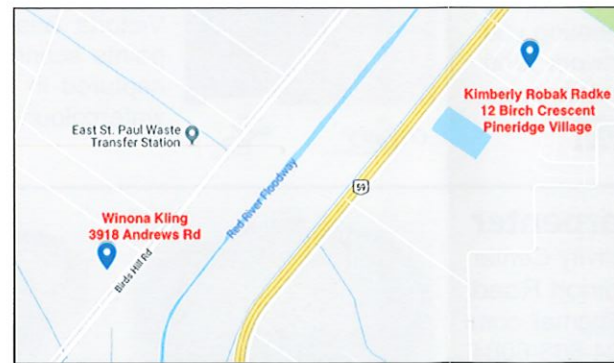 Kimberly Robak Radke
12 Birch Crescent
Pineridge Village
East St. Paul Waste
Transfer Station
59
Red River Floodway
Winona Kling
3918 Andrews Rd
Birds Hill Rd